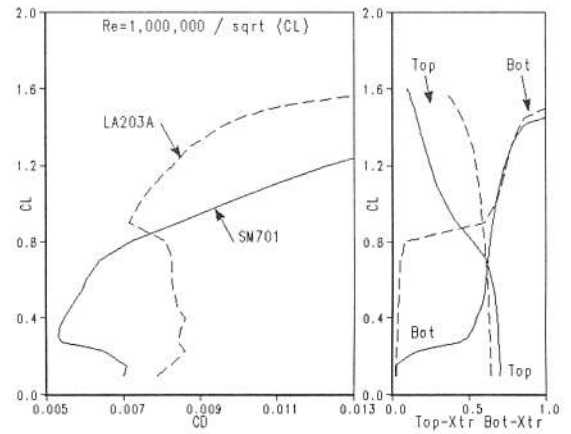 2.0
Re=1,000,000 / sqrt (CL)
LA203A
SM701
1.6
1.2
0.8
0.4
0.0
CL
0.005
0.007
0.009
0.011
0.013
CD
2.0
Top
Bot
1.6
1.2
0.8
0.4
0.0
CL
Bot
Top
0.0
0.5
1.0
Top-Xtr Bot-Xtr